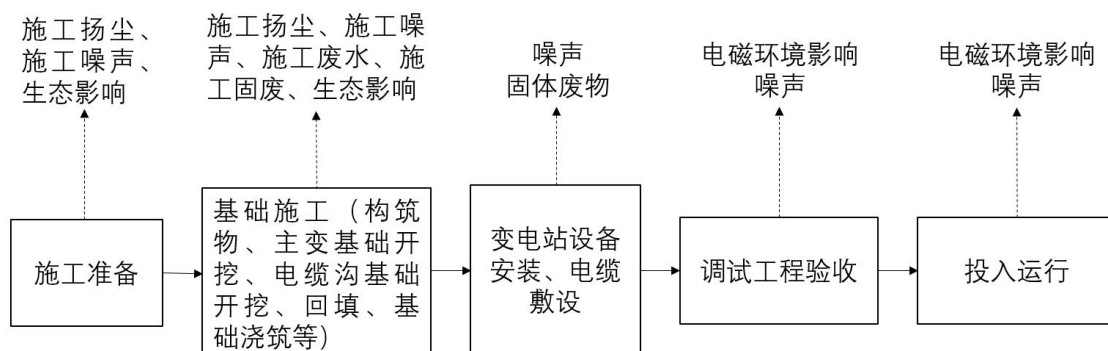 施工扬尘、
施工噪声、
生态影响
施工扬尘、施工噪
声、施工废水、施
工固废、生态影响
噪声
固体废物
电磁环境影响
噪声
电磁环境影响
噪声
施工准备
基础施工（构筑
物、主变基础开
挖、电缆沟基础
开挖、回填、基
础浇筑等）
变电站设备
安装、电缆
敷设
调试工程验收
投入运行